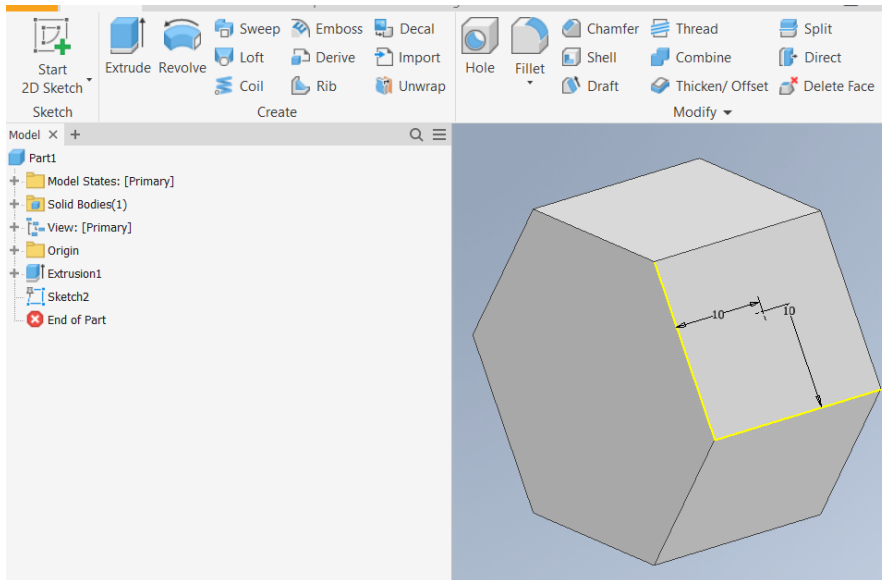 Start
2D Sketch
Sketch
Extrude
Revolve
Sweep
Loft
Coil
Emboss
Derive
Rib
Decal
Import
Unwrap
Create
Hole
Fillet
Chamfer
Shell
Draft
Thread
Combine
Thicken/ Offset
Split
Direct
Delete Face
Modify
Model
Part1
Model States: [Primary]
Solid Bodies(1)
View: [Primary]
Origin
Extrusion1
Sketch2
End of Part
10
10